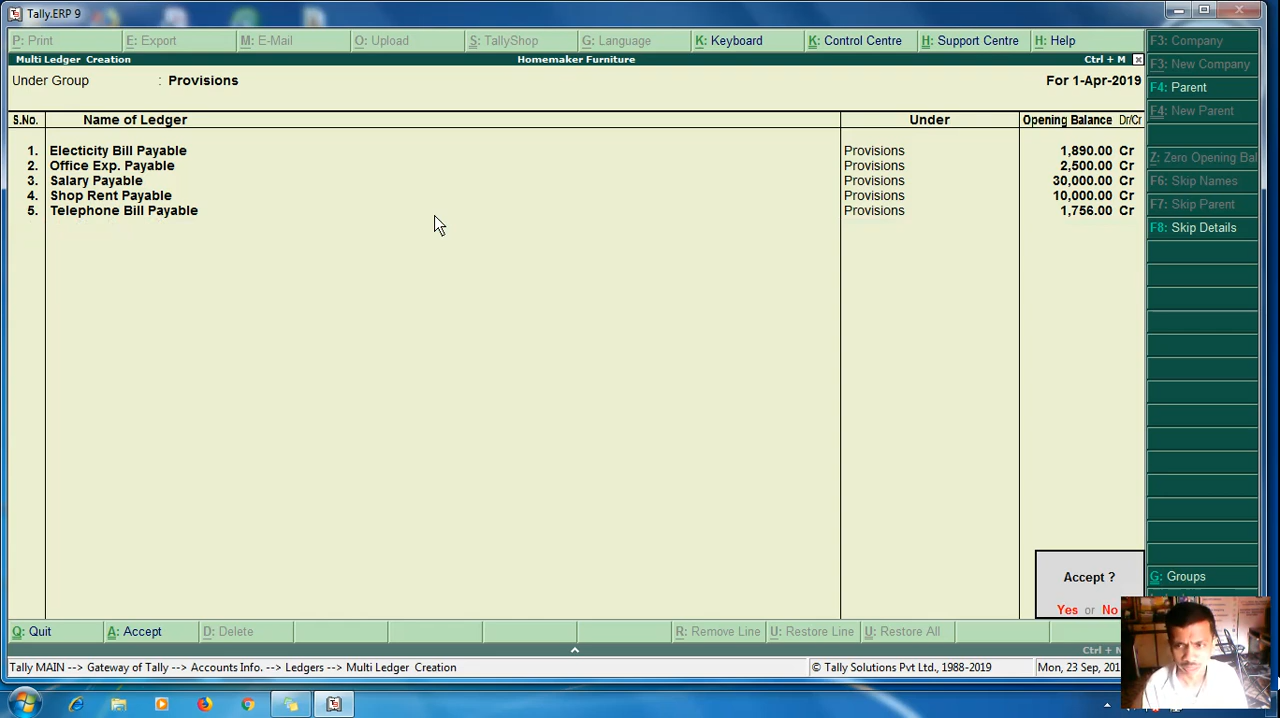 Tally.ERP 9
P: Print E: Export M: E-Mail O: Upload S: TallyShop G: Language K: Keyboard K: Control Centre H: Support Centre H: Help
Multi Ledger Creation Homemaker Furniture Ctrl + M
Under Group : Provisions For 1-Apr-2019
S.No. Name of Ledger Under Opening Balance Dr/Cr
1. Electicity Bill Payable Provisions 1,890.00 Cr
2. Office Exp. Payable Provisions 2,500.00 Cr
3. Salary Payable Provisions 30,000.00 Cr
4. Shop Rent Payable Provisions 10,000.00 Cr
5. Telephone Bill Payable Provisions 1,756.00 Cr
Accept ?
Yes or No
F3: Company
F3: New Company
F4: Parent
F4: New Parent
Z: Zero Opening Bal
F6: Skip Names
F7: Skip Parent
F8: Skip Details
G: Groups
Q: Quit A: Accept D: Delete R: Remove Line U: Restore Line U: Restore All
Ctrl +
Tally MAIN --> Gateway of Tally --> Accounts Info. --> Ledgers --> Multi Ledger Creation © Tally Solutions Pvt Ltd., 1988-2019 Mon, 23 Sep,